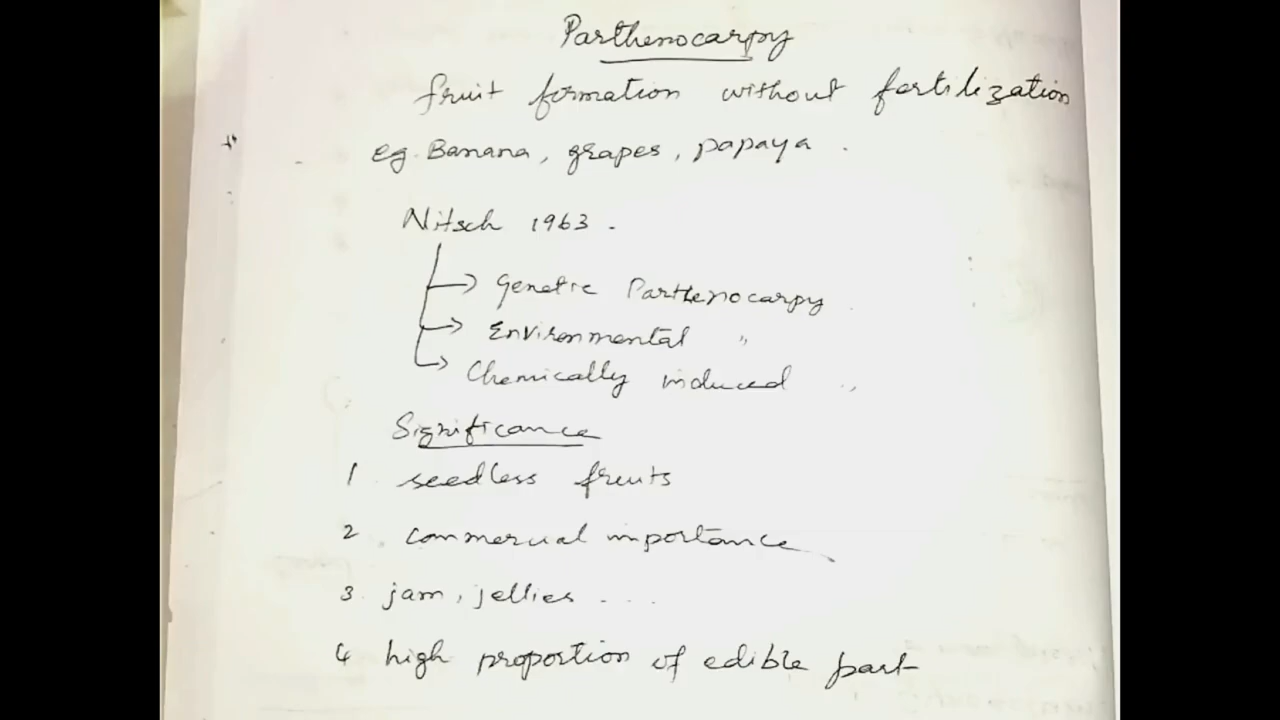 Parthenocarpy
fruit formation without fertilization
eg. Banana, grapes, papaya.
Nitsch 1963.
→ Genetic Parthenocarpy
→ Environmental "
→ Chemically induced "
Significance
1 seedless fruits
2 commercial importance
3 jam, jellies ...
4 high proportion of edible part